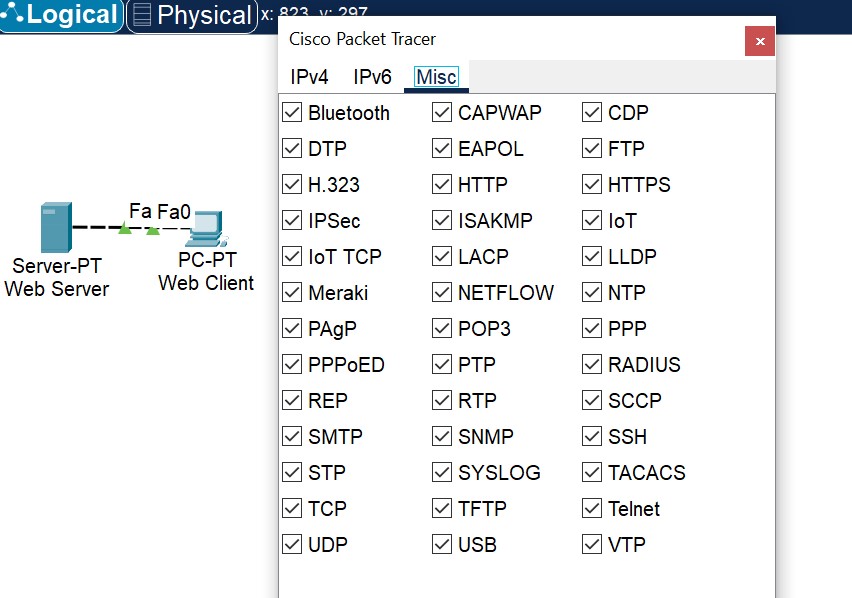 Logical
Physical
x: 823, y: 297
Cisco Packet Tracer
IPv4 IPv6 Misc
Bluetooth CAPWAP CDP
DTP EAPOL FTP
H.323 HTTP HTTPS
IPSec ISAKMP IoT
IoT TCP LACP LLDP
Meraki NETFLOW NTP
PAgP POP3 PPP
PPPoED PTP RADIUS
REP RTP SCCP
SMTP SNMP SSH
STP SYSLOG TACACS
TCP TFTP Telnet
UDP USB VTP
Fa Fa0
Server-PT
Web Server
PC-PT
Web Client